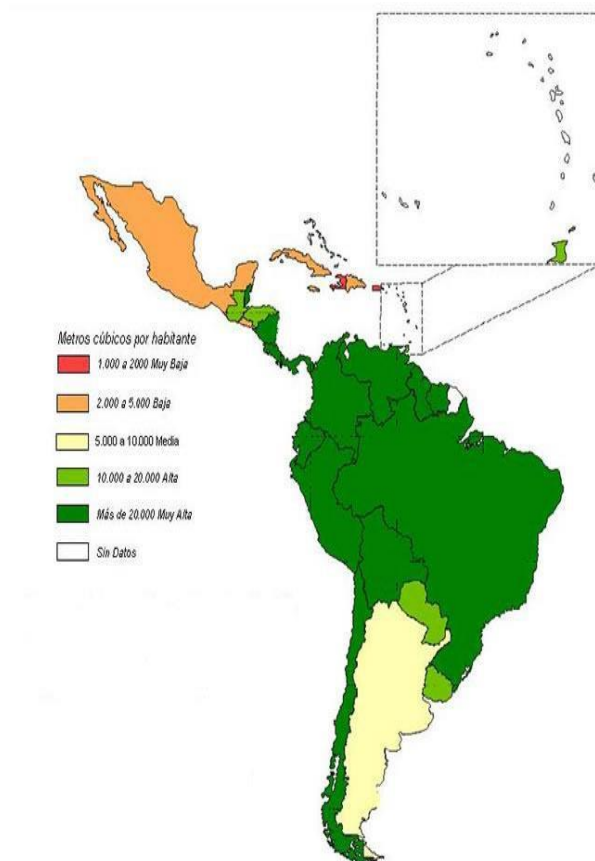 Metros cúbicos por habitante
1.000 a 2000 Muy Baja
2.000 a 5.000 Baja
5.000 a 10.000 Media
10.000 a 20.000 Alta
Más de 20.000 Muy Alta
Sin Datos